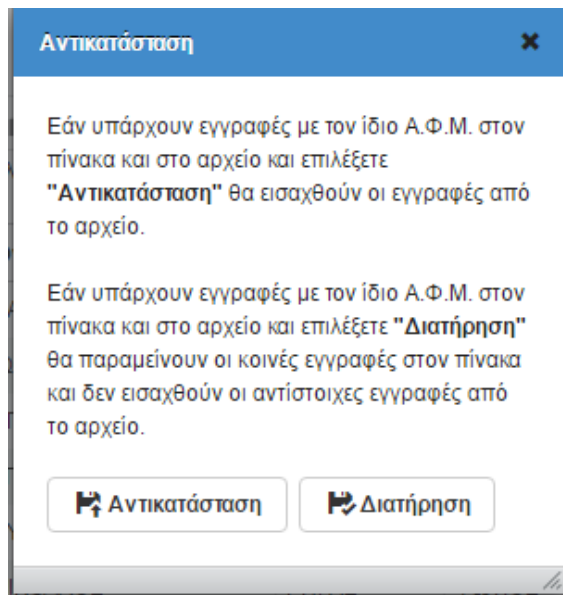 Αντικατάσταση
Εάν υπάρχουν εγγραφές με τον ίδιο Α.Φ.Μ. στον
πίνακα και στο αρχείο και επιλέξετε
"Αντικατάσταση" θα εισαχθούν οι εγγραφές από
το αρχείο.
Εάν υπάρχουν εγγραφές με τον ίδιο Α.Φ.Μ. στον
πίνακα και στο αρχείο και επιλέξετε "Διατήρηση"
θα παραμείνουν οι κοινές εγγραφές στον πίνακα
και δεν εισαχθούν οι αντίστοιχες εγγραφές από
το αρχείο.
Αντικατάσταση Διατήρηση